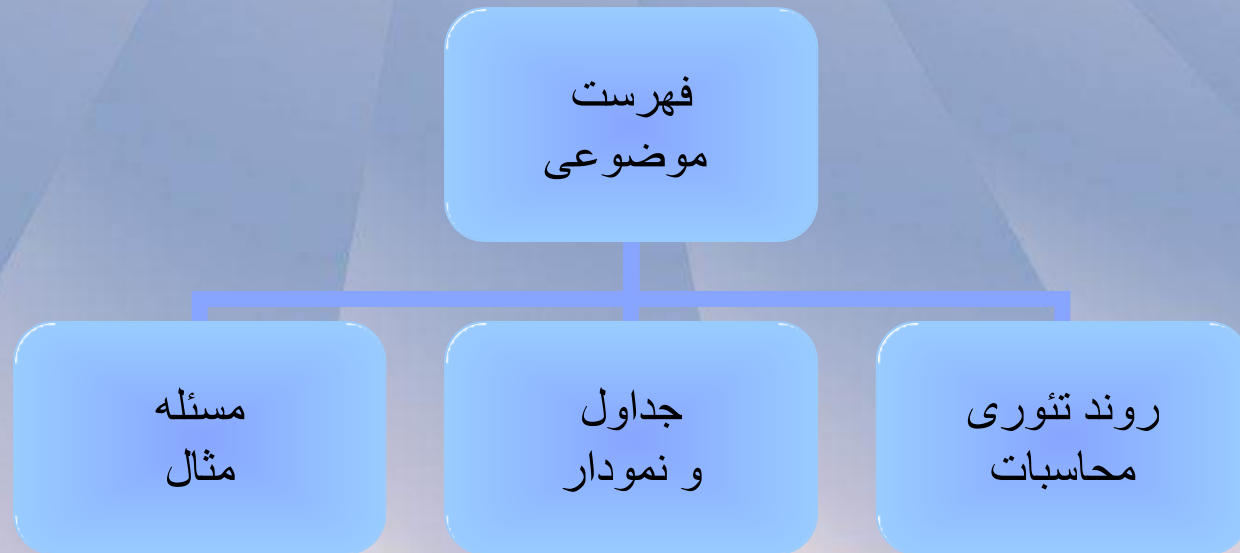 فهرست
موضوعی
روند تئوری
محاسبات
جداول
و نمودار
مسئله
مثال